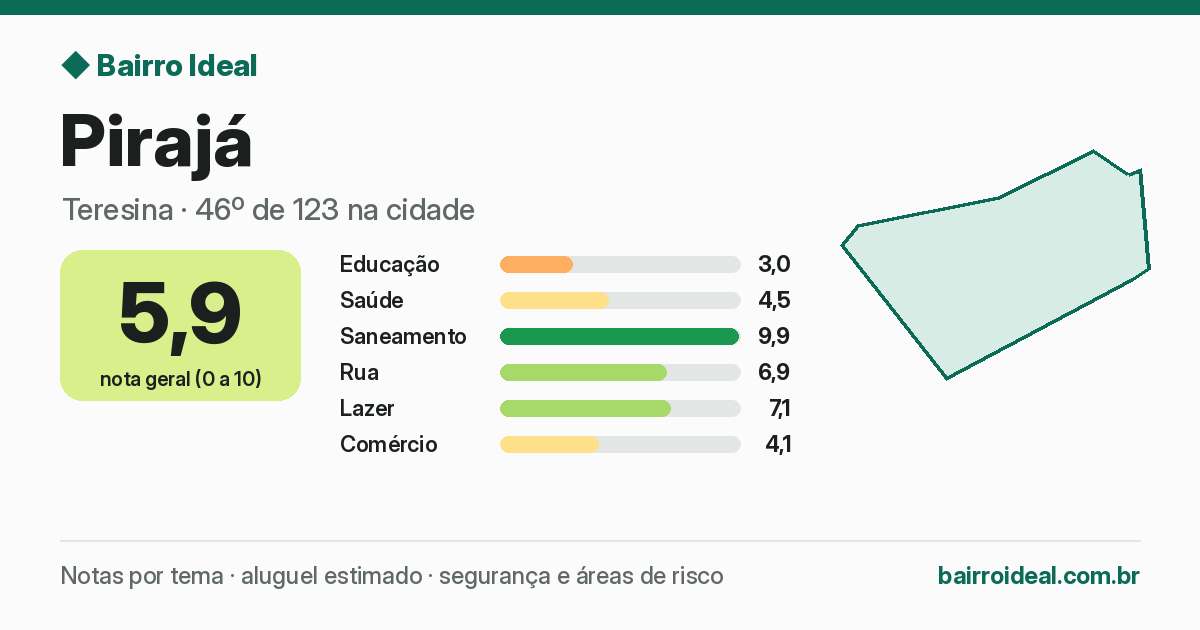 Bairro Ideal
Pirajá
Teresina · 46º de 123 na cidade
5,9
nota geral (0 a 10)
Educação 3,0
Saúde 4,5
Saneamento 9,9
Rua 6,9
Lazer 7,1
Comércio 4,1
Notas por tema · aluguel estimado · segurança e áreas de risco
bairroideal.com.br